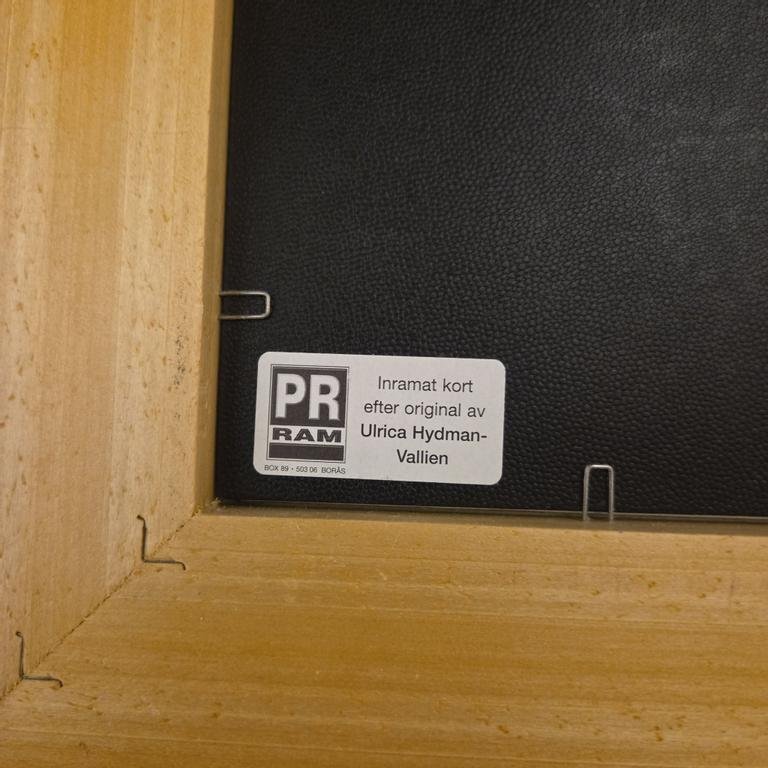 PR
RAM
BOX 89 • 503 06 BORÅS
Inramat kort
efter original av
Ulrica Hydman-
Vallien